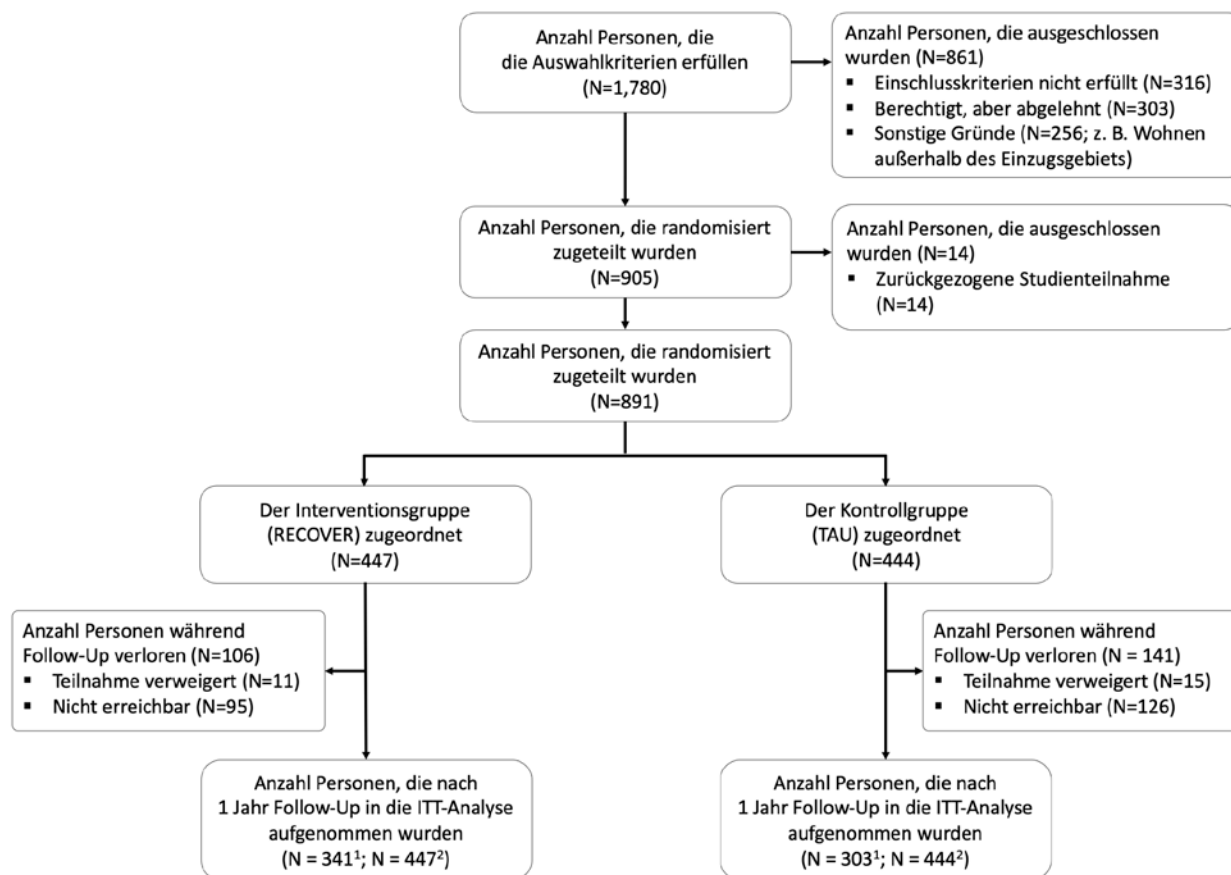 Anzahl Personen, die
die Auswahlkriterien erfüllen
(N=1,780)
Anzahl Personen, die ausgeschlossen
wurden (N=861)
▪ Einschlusskriterien nicht erfüllt (N=316)
▪ Berechtigt, aber abgelehnt (N=303)
▪ Sonstige Gründe (N=256; z. B. Wohnen
außerhalb des Einzugsgebiets)
Anzahl Personen, die randomisiert
zugeteilt wurden
(N=905)
Anzahl Personen, die ausgeschlossen
wurden (N=14)
▪ Zurückgezogene Studienteilnahme
(N=14)
Anzahl Personen, die randomisiert
zugeteilt wurden
(N=891)
Der Interventionsgruppe
(RECOVER) zugeordnet
(N=447)
Der Kontrollgruppe
(TAU) zugeordnet
(N=444)
Anzahl Personen während
Follow-Up verloren (N=106)
▪ Teilnahme verweigert (N=11)
▪ Nicht erreichbar (N=95)
Anzahl Personen während
Follow-Up verloren (N = 141)
▪ Teilnahme verweigert (N=15)
▪ Nicht erreichbar (N=126)
Anzahl Personen, die nach
1 Jahr Follow-Up in die ITT-Analyse
aufgenommen wurden
(N = 341¹; N = 447²)
Anzahl Personen, die nach
1 Jahr Follow-Up in die ITT-Analyse
aufgenommen wurden
(N = 303¹; N = 444²)